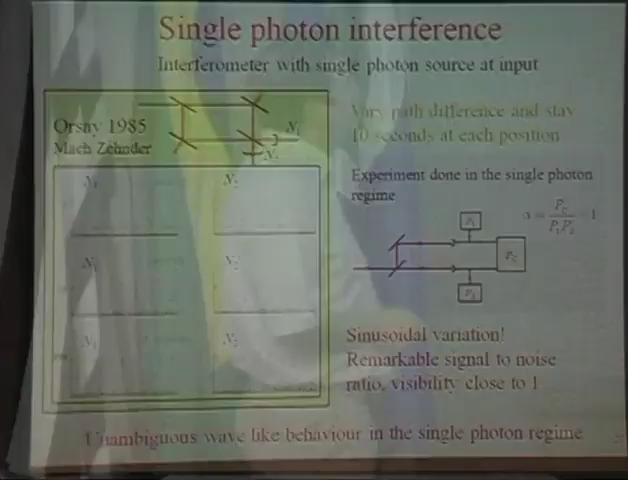 Single photon interference
Interferometer with single photon source at input
Orsay 1985
Mach Zehnder
N₁
N₂
Vary path difference and stay
10 seconds at each position
N₁ N₂
N₁ N₂
N₁ N₂
Experiment done in the single photon
regime
P₁
P_C
P₂
Sinusoidal variation!
Remarkable signal to noise
ratio, visibility close to 1
Unambiguous wave like behaviour in the single photon regime